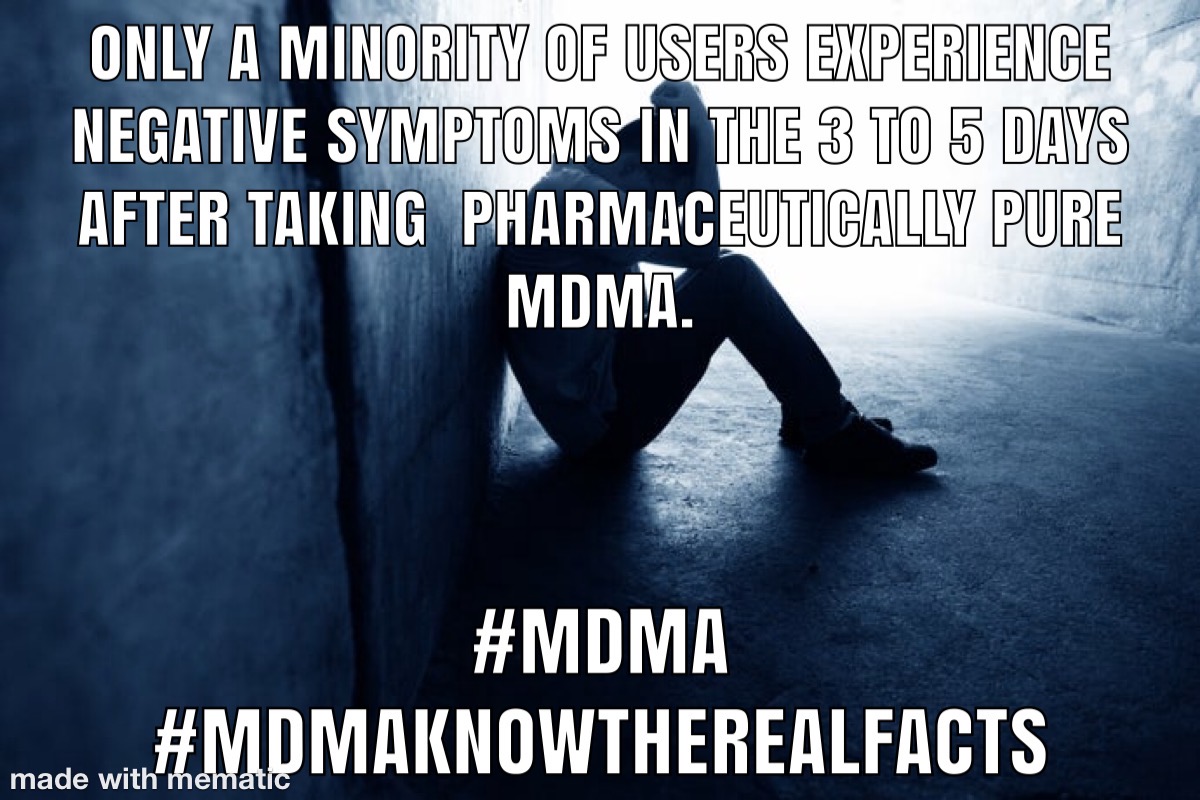 ONLY A MINORITY OF USERS EXPERIENCE
NEGATIVE SYMPTOMS IN THE 3 TO 5 DAYS
AFTER TAKING  PHARMACEUTICALLY PURE
MDMA.
#MDMA
#MDMAKNOWTHEREALFACTS
made with mematic